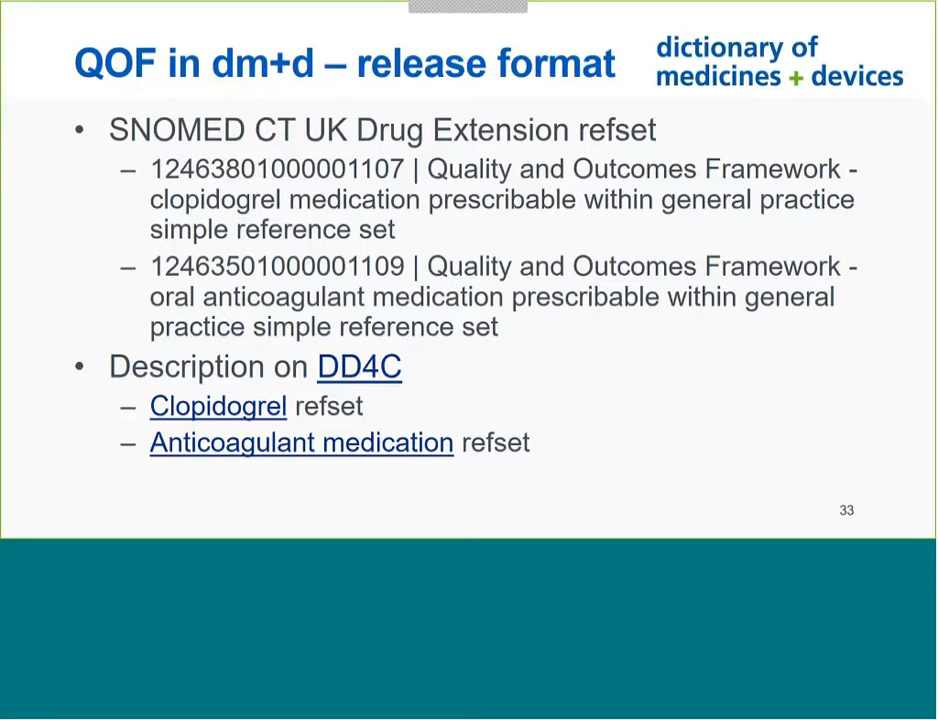 QOF in dm+d – release format
dictionary of
medicines + devices
• SNOMED CT UK Drug Extension refset
– 12463801000001107 | Quality and Outcomes Framework -
clopidogrel medication prescribable within general practice
simple reference set
– 12463501000001109 | Quality and Outcomes Framework -
oral anticoagulant medication prescribable within general
practice simple reference set
• Description on DD4C
– Clopidogrel refset
– Anticoagulant medication refset
33